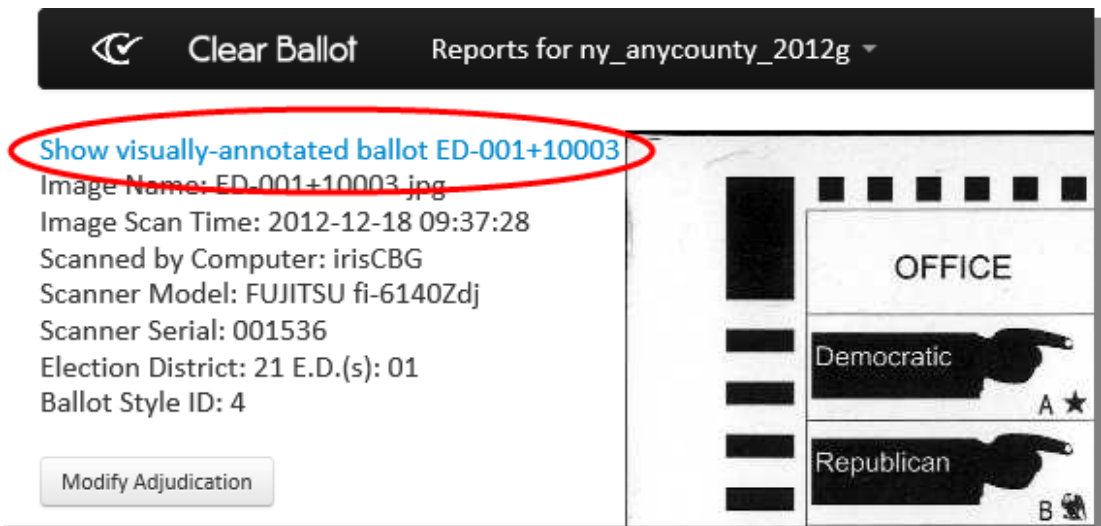 Clear Ballot Reports for ny_anycounty_2012g
Show visually-annotated ballot ED-001+10003
Image Name: ED-001+10003.jpg
Image Scan Time: 2012-12-18 09:37:28
Scanned by Computer: irisCBG
Scanner Model: FUJITSU fi-6140Zdj
Scanner Serial: 001536
Election District: 21 E.D.(s): 01
Ballot Style ID: 4
Modify Adjudication
OFFICE
Democratic
A
Republican
B